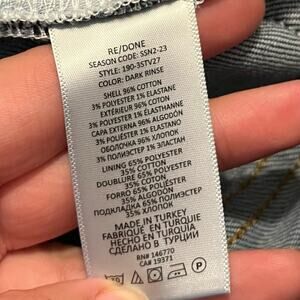 RE/DONE
SEASON CODE: SSN2-23
STYLE: 190-3STV27
COLOR: DARK RINSE
SHELL 96% COTTON
3% POLYESTER 1% ELASTANE
EXTÉRIEUR 96% COTON
3% POLYESTER 1% ÉLASTHANNE
CAPA EXTERNA 96% ALGODÓN
3% POLIÉSTER 1% ELASTANO
ОБОЛОЧКА 96% ХЛОПОК
3% ПОЛИЭСТЕР 1% ЭЛАСТАН
LINING 65% POLYESTER
35% COTTON
DOUBLURE 65% POLYESTER
35% COTON
FORRO 65% POLIÉSTER
35% ALGODÓN
ПОДКЛАДКА 65% ПОЛИЭСТЕР
35% ХЛОПОК
MADE IN TURKEY
FABRIQUÉ EN TURQUIE
HECHO EN TURQUÍA
СДЕЛАНО В ТУРЦИИ
RN# 146770
CA# 19371
30
P